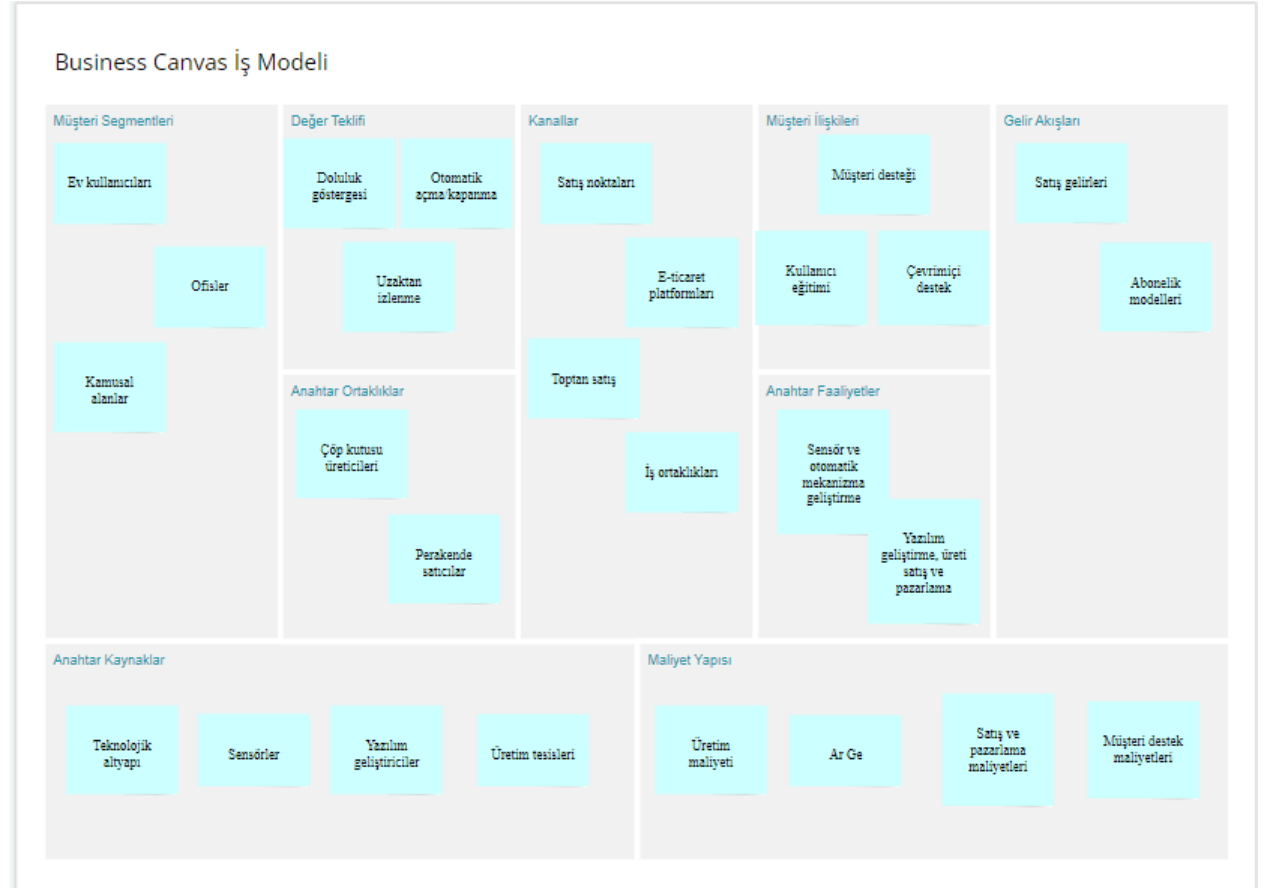 Business Canvas İş Modeli
Müşteri Segmentleri
Ev kullanıcıları
Ofisler
Kamusal
alanlar
Değer Teklifi
Doluluk
göstergesi
Otomatik
açma/kapanma
Uzaktan
izlenme
Anahtar Ortaklıklar
Çöp kutusu
üreticileri
Perakende
satıcılar
Kanallar
Satış noktaları
E-ticaret
platformları
Toptan satış
İş ortaklıkları
Müşteri İlişkileri
Müşteri desteği
Kullanıcı
eğitimi
Çevrimiçi
destek
Anahtar Faaliyetler
Sensör ve
otomatik
mekanizma
geliştirme
Yazılım
geliştirme, üreti
satış ve
pazarlama
Gelir Akışları
Satış gelirleri
Abonelik
modelleri
Anahtar Kaynaklar
Teknolojik
altyapı
Sensörler
Yazılım
geliştiriciler
Üretim tesisleri
Maliyet Yapısı
Üretim
maliyeti
Ar Ge
Satış ve
pazarlama
maliyetleri
Müşteri destek
maliyetleri